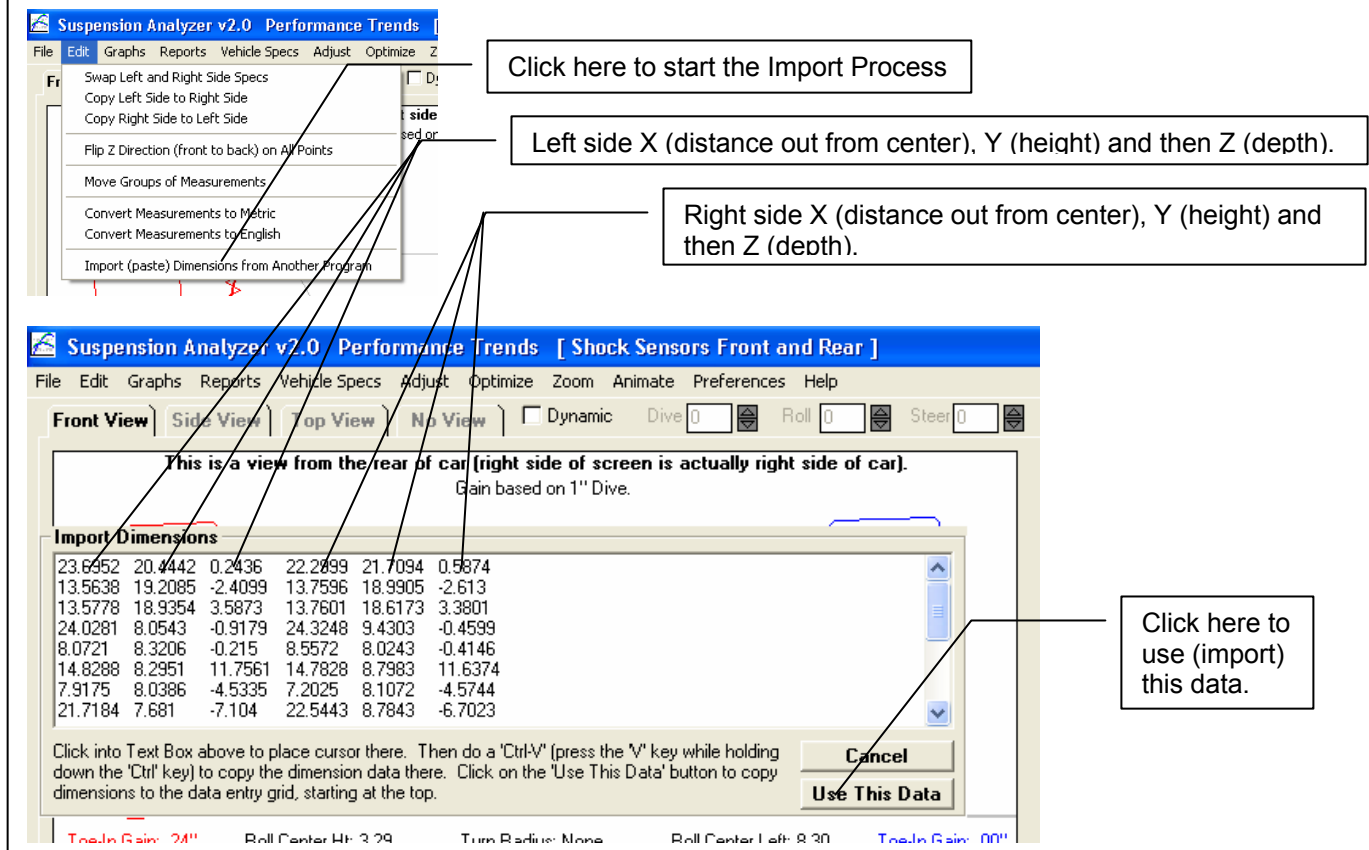 Suspension Analyzer v2.0 Performance Trends [
File Edit Graphs Reports Vehicle Specs Adjust Optimize Z
Swap Left and Right Side Specs
Copy Left Side to Right Side
Copy Right Side to Left Side
Flip Z Direction (front to back) on All Points
Move Groups of Measurements
Convert Measurements to Metric
Convert Measurements to English
Import (paste) Dimensions from Another Program
Click here to start the Import Process
Left side X (distance out from center), Y (height) and then Z (depth).
Right side X (distance out from center), Y (height) and
then Z (depth).
Suspension Analyzer v2.0 Performance Trends [ Shock Sensors Front and Rear ]
File Edit Graphs Reports Vehicle Specs Adjust Optimize Zoom Animate Preferences Help
Front View Side View Top View No View Dynamic Dive 0 Roll 0 Steer 0
This is a view from the rear of car (right side of screen is actually right side of car).
Gain based on 1" Dive.
Import Dimensions
23.6952 20.4442 0.2436 22.2999 21.7094 0.5874
13.5638 19.2085 -2.4099 13.7596 18.9905 -2.613
13.5778 18.9354 3.5873 13.7601 18.6173 3.3801
24.0281 8.0543 -0.9179 24.3248 9.4303 -0.4599
8.0721 8.3206 -0.215 8.5572 8.0243 -0.4146
14.8288 8.2951 11.7561 14.7828 8.7983 11.6374
7.9175 8.0386 -4.5335 7.2025 8.1072 -4.5744
21.7184 7.681 -7.104 22.5443 8.7843 -6.7023
Click into Text Box above to place cursor there. Then do a 'Ctrl-V' (press the 'V' key while holding
down the 'Ctrl' key) to copy the dimension data there. Click on the 'Use This Data' button to copy
dimensions to the data entry grid, starting at the top.
Cancel
Use This Data
Click here to
use (import)
this data.
Toe-In Gain: .24" Roll Center Ht: 3.29 Turn Radius: None Roll Center Left: 8.30 Toe-In Gain: .00"